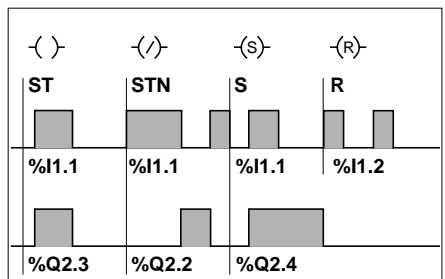 -( )- -(/)- -(S)- -(R)-
ST STN S R
%I1.1 %I1.1 %I1.1 %I1.2
%Q2.3 %Q2.2 %Q2.4